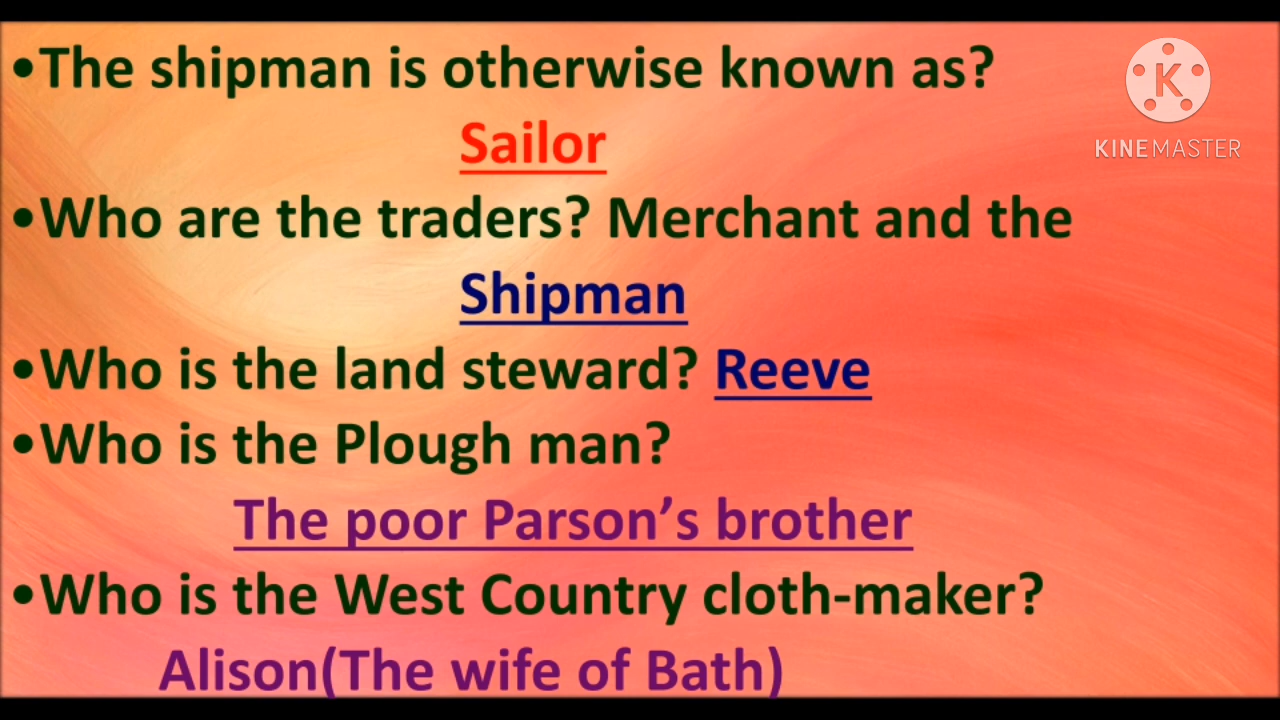 •The shipman is otherwise known as?
Sailor
•Who are the traders? Merchant and the
Shipman
•Who is the land steward? Reeve
•Who is the Plough man?
The poor Parson’s brother
•Who is the West Country cloth-maker?
Alison(The wife of Bath)
K
KINEMASTER